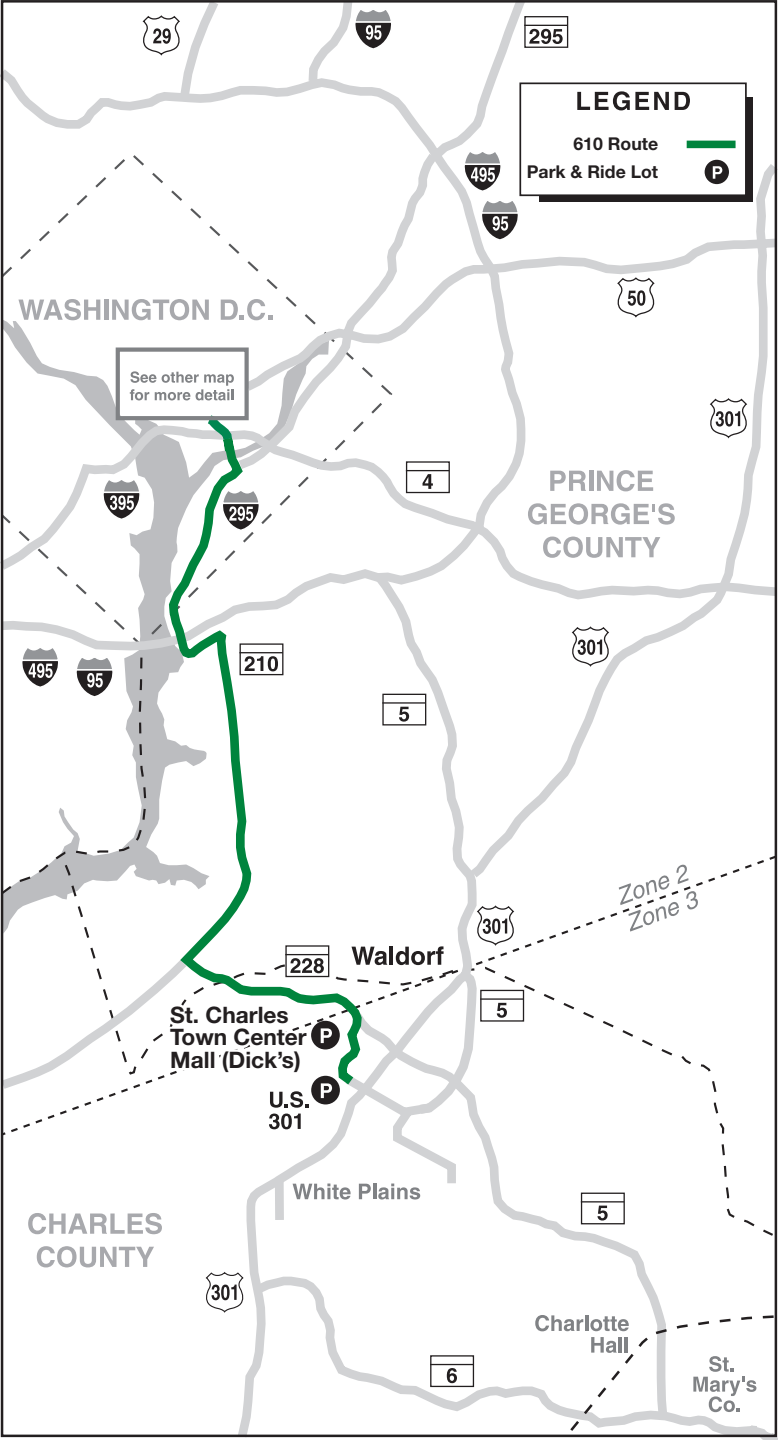 29
95
295
LEGEND
610 Route
Park & Ride Lot
P
495
95
50
WASHINGTON D.C.
See other map
for more detail
301
PRINCE
GEORGE'S
COUNTY
4
395
295
301
210
495
95
5
Zone 2
Zone 3
301
Waldorf
228
5
St. Charles
Town Center
Mall (Dick's)
P
U.S.
301
P
White Plains
5
CHARLES
COUNTY
301
Charlotte
Hall
6
St.
Mary's
Co.